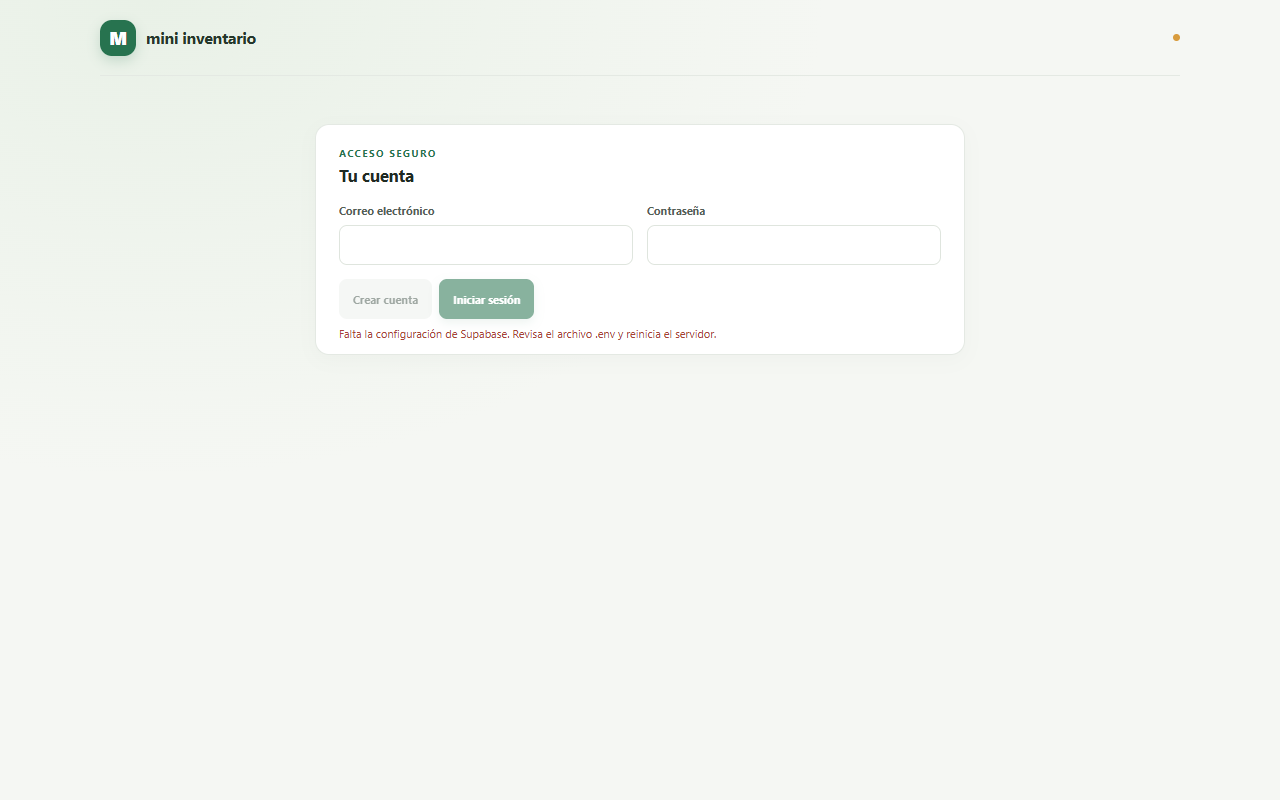 M mini inventario
ACCESO SEGURO
Tu cuenta
Correo electrónico Contraseña
Crear cuenta Iniciar sesión
Falta la configuración de Supabase. Revisa el archivo .env y reinicia el servidor.